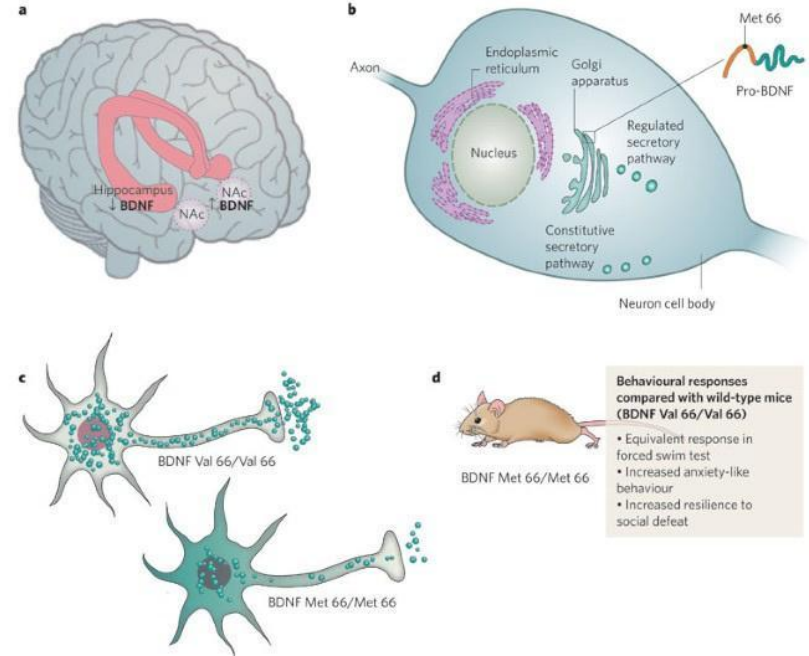 a
Hippocampus
↓ BDNF
NAc
NAc
↑ BDNF
b
Axon
Endoplasmic
reticulum
Golgi
apparatus
Met 66
Pro-BDNF
Nucleus
Regulated
secretory
pathway
Constitutive
secretory
pathway
Neuron cell body
c
BDNF Val 66/Val 66
BDNF Met 66/Met 66
d
BDNF Met 66/Met 66
Behavioural responses
compared with wild-type mice
(BDNF Val 66/Val 66)
• Equivalent response in
forced swim test
• Increased anxiety-like
behaviour
• Increased resilience to
social defeat